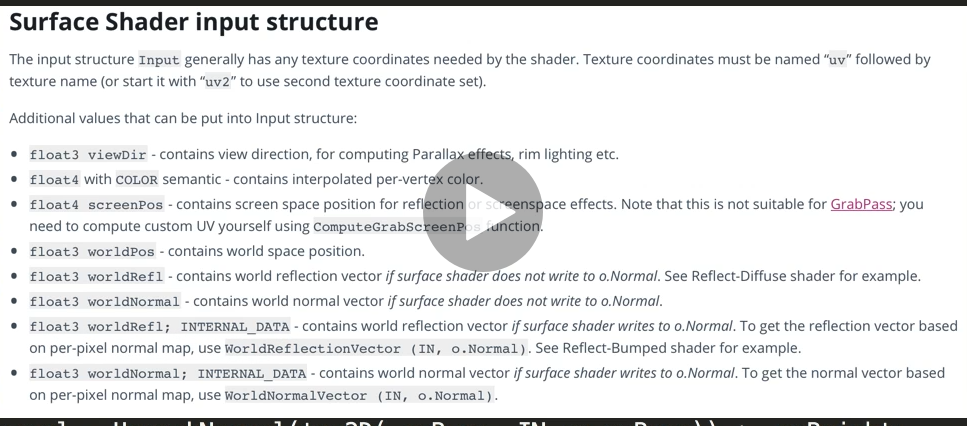 Surface Shader input structure
The input structure Input generally has any texture coordinates needed by the shader. Texture coordinates must be named “uv” followed by
texture name (or start it with “uv2” to use second texture coordinate set).
Additional values that can be put into Input structure:
• float3 viewDir - contains view direction, for computing Parallax effects, rim lighting etc.
• float4 with COLOR semantic - contains interpolated per-vertex color.
• float4 screenPos - contains screen space position for reflection or screenspace effects. Note that this is not suitable for GrabPass; you
need to compute custom UV yourself using ComputeGrabScreenPos function.
• float3 worldPos - contains world space position.
• float3 worldRefl - contains world reflection vector if surface shader does not write to o.Normal. See Reflect-Diffuse shader for example.
• float3 worldNormal - contains world normal vector if surface shader does not write to o.Normal.
• float3 worldRefl; INTERNAL_DATA - contains world reflection vector if surface shader writes to o.Normal. To get the reflection vector based
on per-pixel normal map, use WorldReflectionVector (IN, o.Normal). See Reflect-Bumped shader for example.
• float3 worldNormal; INTERNAL_DATA - contains world normal vector if surface shader writes to o.Normal. To get the normal vector based
on per-pixel normal map, use WorldNormalVector (IN, o.Normal).